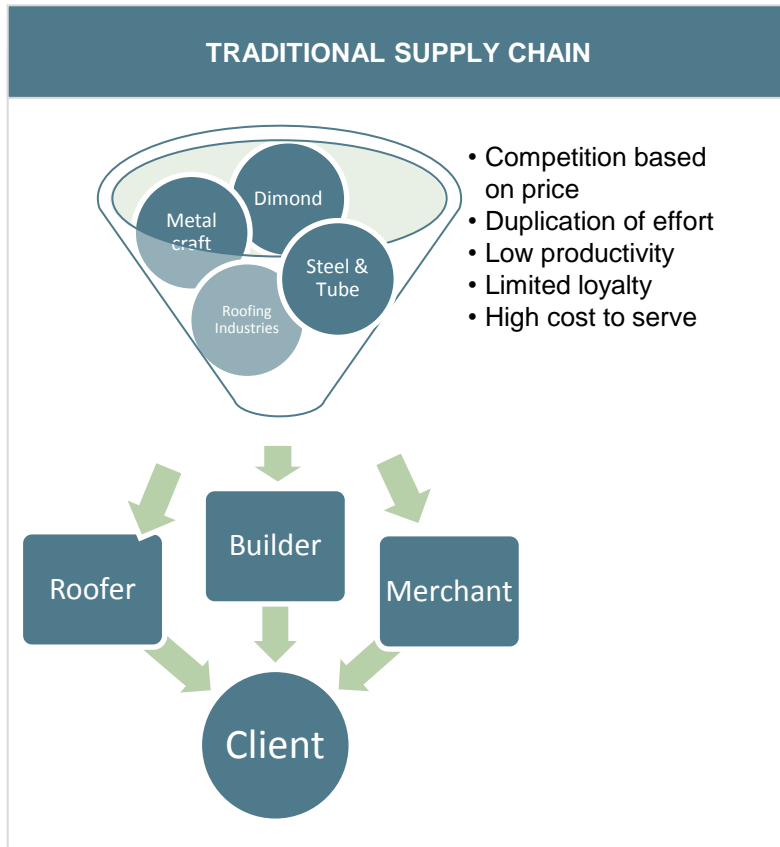 TRADITIONAL SUPPLY CHAIN
Dimond
Metal
craft
Steel &
Tube
Roofing
Industries
• Competition based
on price
• Duplication of effort
• Low productivity
• Limited loyalty
• High cost to serve
Roofer
Builder
Merchant
Client